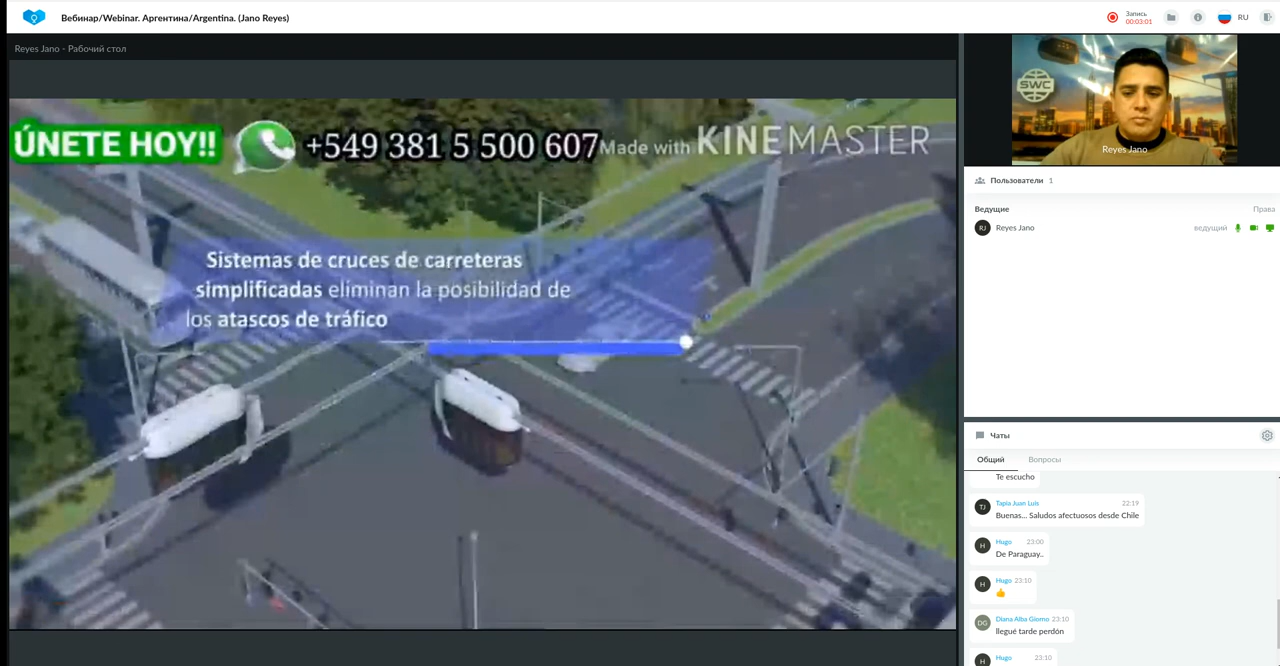 Вебинар/Webinar. Аргентина/Argentina. (Jano Reyes)
Запись
00:03:01
RU
Reyes Jano - Рабочий стол
ÚNETE HOY!!
+549 381 5 500 607
Made with KINEMASTER
Sistemas de cruces de carreteras
simplificadas eliminan la posibilidad de
los atascos de tráfico
SWC
Reyes Jano
Пользователи 1
Ведущие
Права
RJ
Reyes Jano
ведущий
Чаты
Общий
Вопросы
Te escucho
TJ
Tapia Juan Luis 22:19
Buenas... Saludos afectuosos desde Chile
H
Hugo 23:00
De Paraguay..
H
Hugo 23:10
👍
DG
Diana Alba Giorno 23:10
llegué tarde perdón
H
Hugo 23:10